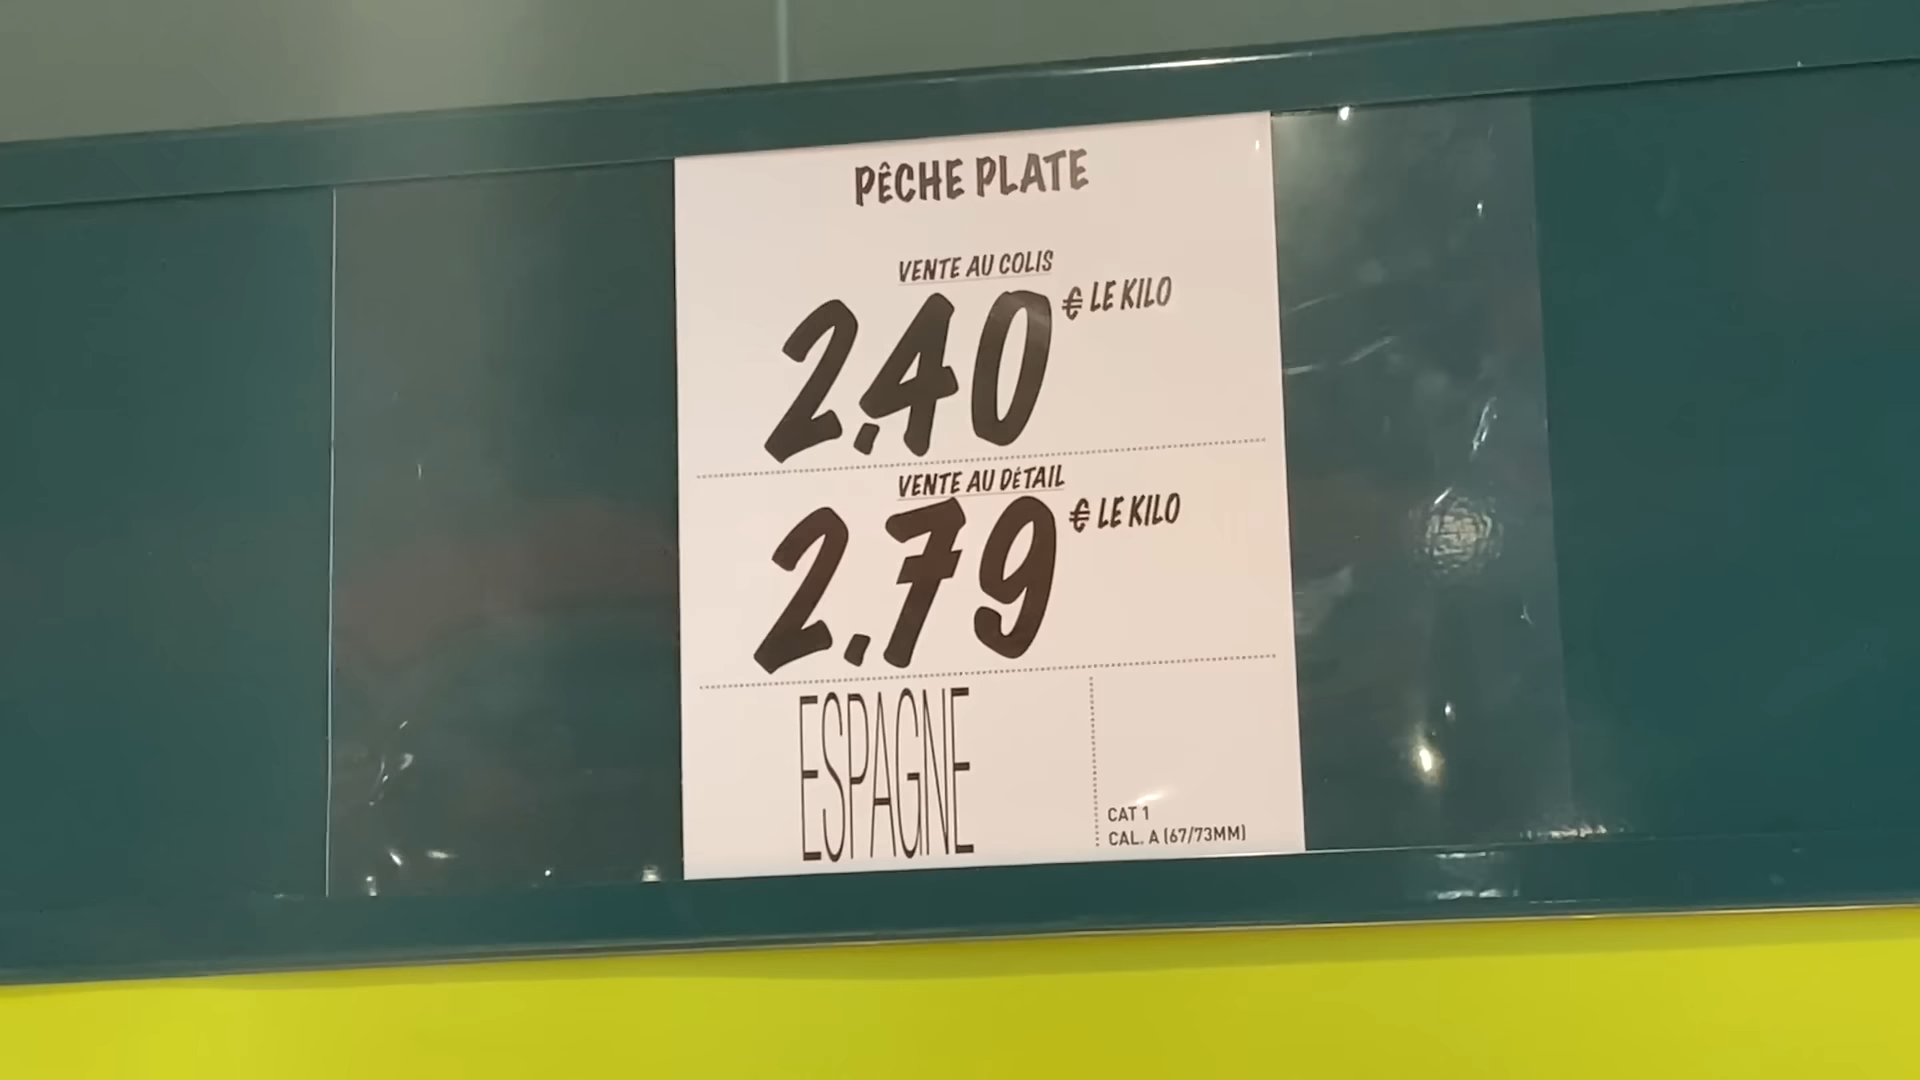 PÊCHE PLATE
VENTE AU COLIS
2.40 € LE KILO
VENTE AU DÉTAIL
2.79 € LE KILO
ESPAGNE
CAT 1
CAL. A (67/73MM)